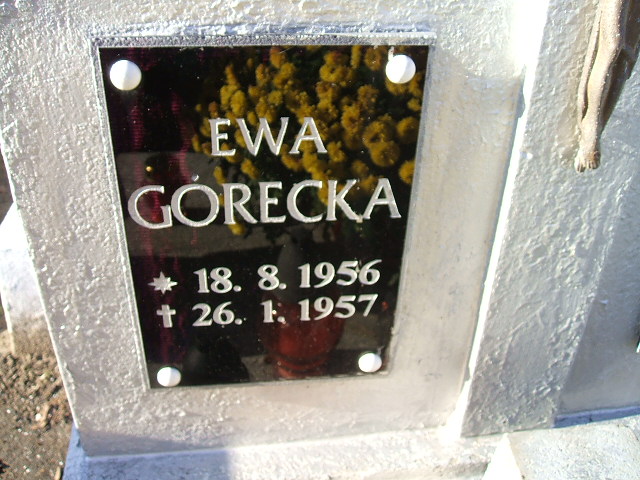 EWA
GÓRECKA
* 18. 8. 1956
† 26. 1. 1957